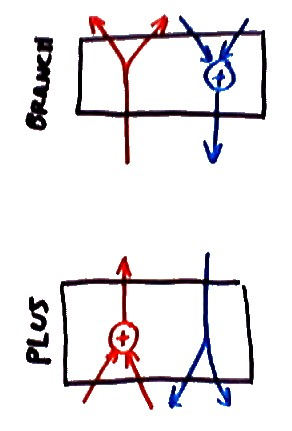 BRANCH
+
PLUS
+